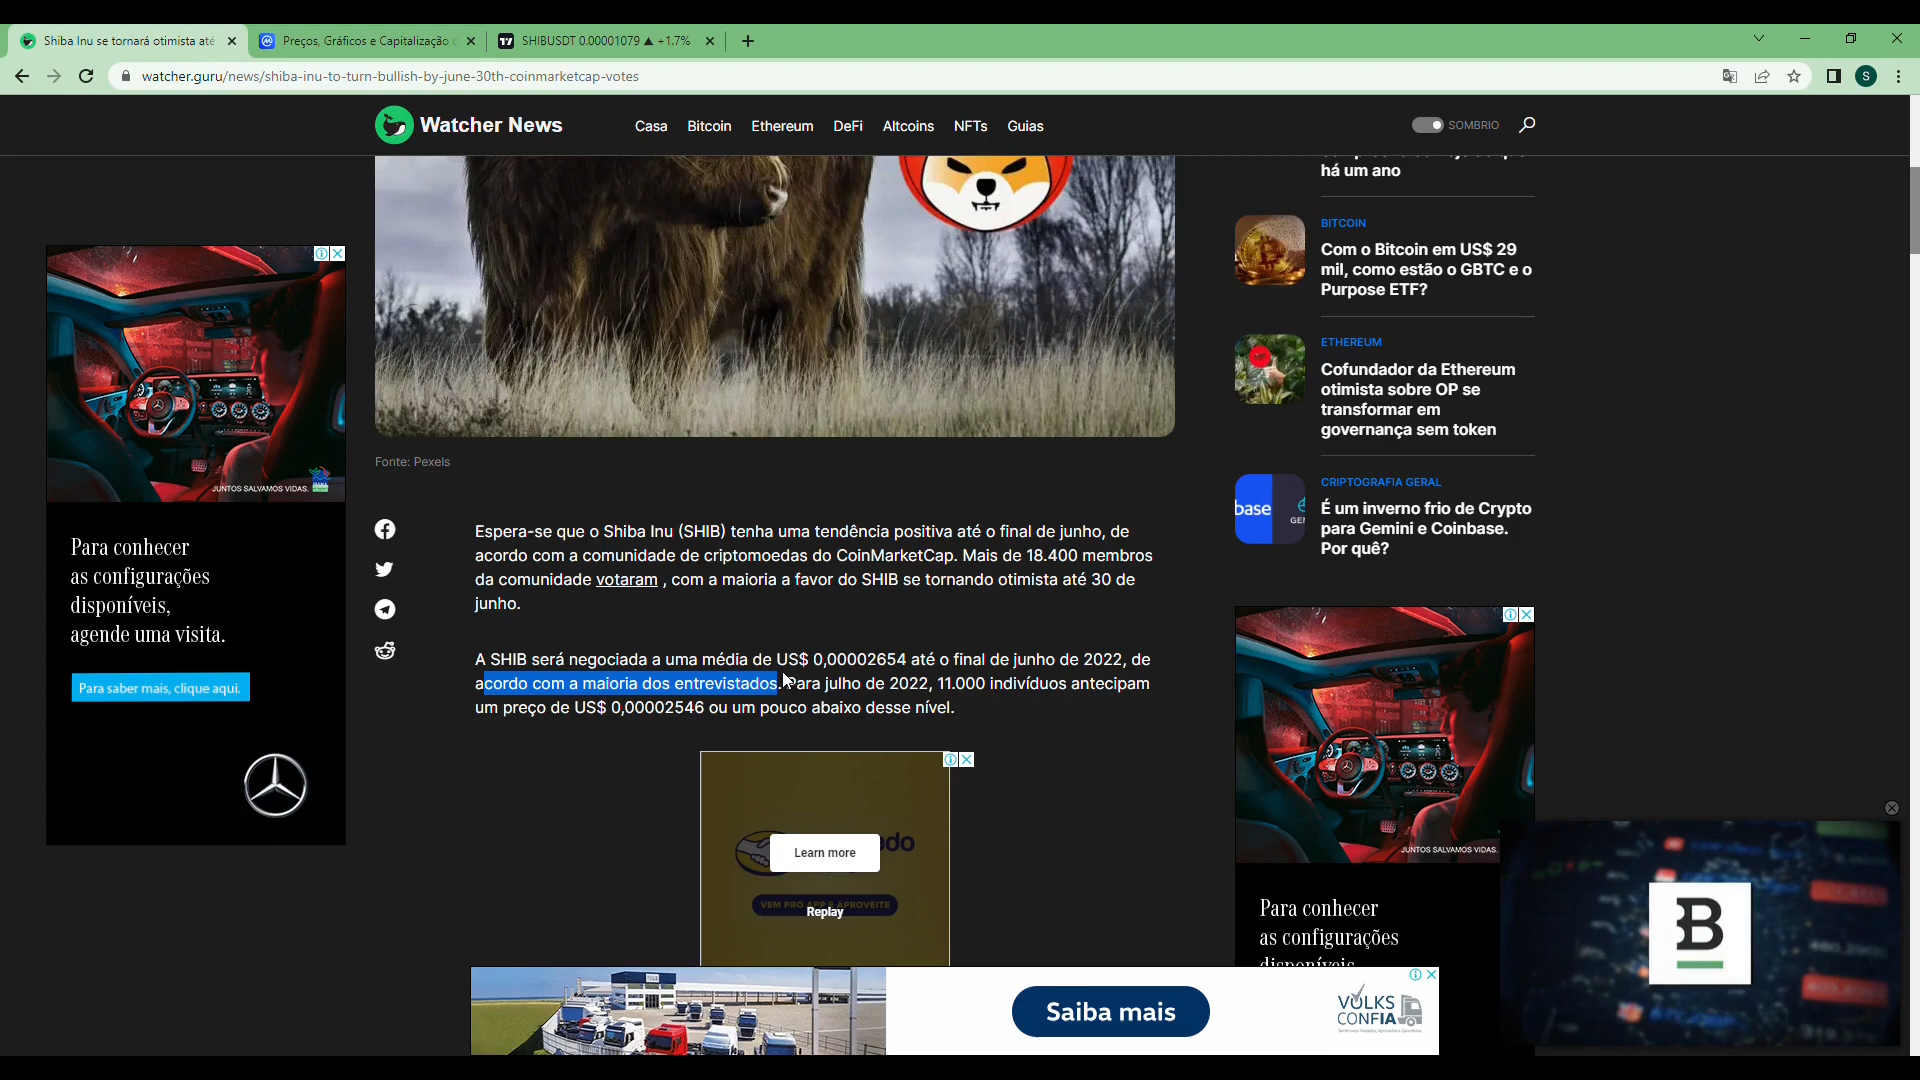 Shiba Inu se tornará otimista até
Preços, Gráficos e Capitalização
SHIBUSDT 0.00001079 ▲ +1.7%
watcher.guru/news/shiba-inu-to-turn-bullish-by-june-30th-coinmarketcap-votes
S
Watcher News
Casa
Bitcoin
Ethereum
DeFi
Altcoins
NFTs
Guias
SOMBRIO
há um ano
BITCOIN
Com o Bitcoin em US$ 29
mil, como estão o GBTC e o
Purpose ETF?
ETHEREUM
Cofundador da Ethereum
otimista sobre OP se
transformar em
governança sem token
base
GE
CRIPTOGRAFIA GERAL
É um inverno frio de Crypto
para Gemini e Coinbase.
Por quê?
Fonte: Pexels
Espera-se que o Shiba Inu (SHIB) tenha uma tendência positiva até o final de junho, de
acordo com a comunidade de criptomoedas do CoinMarketCap. Mais de 18.400 membros
da comunidade votaram , com a maioria a favor do SHIB se tornando otimista até 30 de
junho.
A SHIB será negociada a uma média de US$ 0,00002654 até o final de junho de 2022, de
acordo com a maioria dos entrevistados. Para julho de 2022, 11.000 indivíduos antecipam
um preço de US$ 0,00002546 ou um pouco abaixo desse nível.
JUNTOS SALVAMOS VIDAS.
Para conhecer
as configurações
disponíveis,
agende uma visita.
Para saber mais, clique aqui.
do
Learn more
VEM PRO APP E APROVEITE
Replay
JUNTOS SALVAMOS VIDAS.
Para conhecer
as configurações
disponíveis
B
Saiba mais
VOLKS
CONFIA